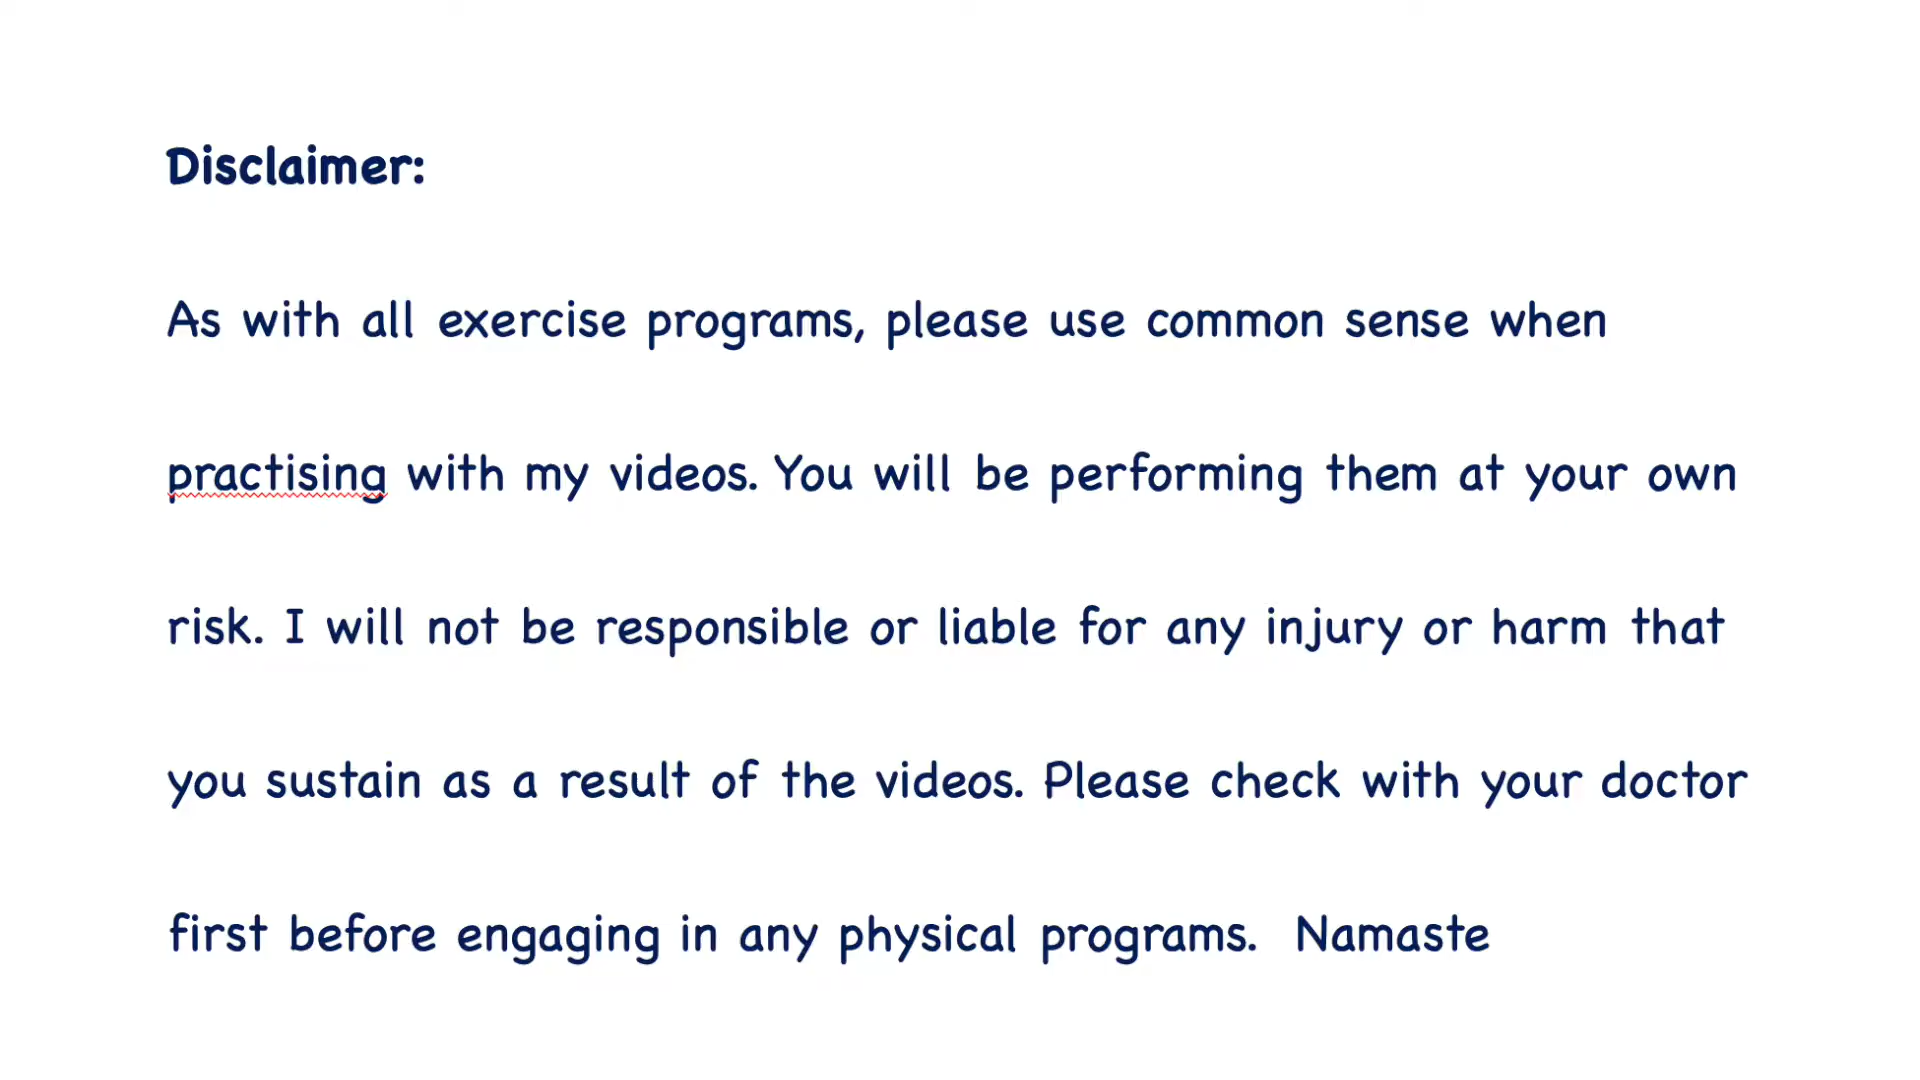 Disclaimer:
As with all exercise programs, please use common sense when
practising with my videos. You will be performing them at your own
risk. I will not be responsible or liable for any injury or harm that
you sustain as a result of the videos. Please check with your doctor
first before engaging in any physical programs.  Namaste